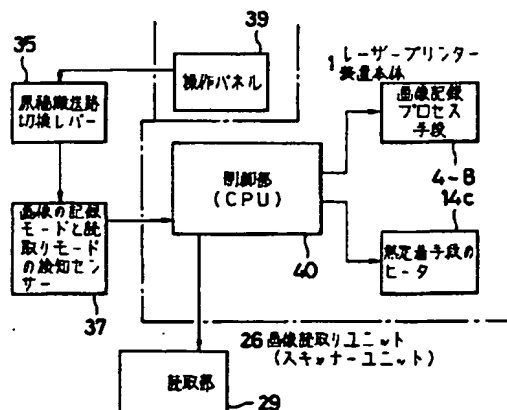 35
39
操作パネル
1 レーザープリンター
装置本体
原稿搬送路
切換レバー
画像記録
プロセス
手段
制御部
(CPU)
4~8
14c
画像の記録
モードと読
取りモード
の検知セン
サー
熱定着手段の
ヒータ
37
40
26 画像読取りユニット
(スキャナーユニット)
読取部
29